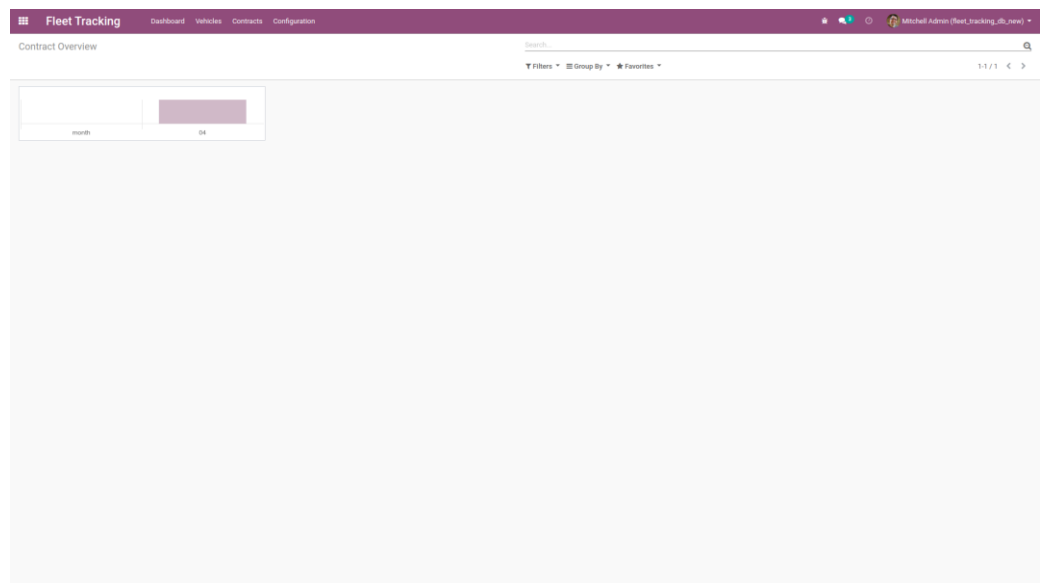 Fleet Tracking Dashboard Vehicles Contracts Configuration Mitchell Admin (fleet_tracking_db_new)
Contract Overview Search...
Filters Group By Favorites 1-1 / 1
month 04